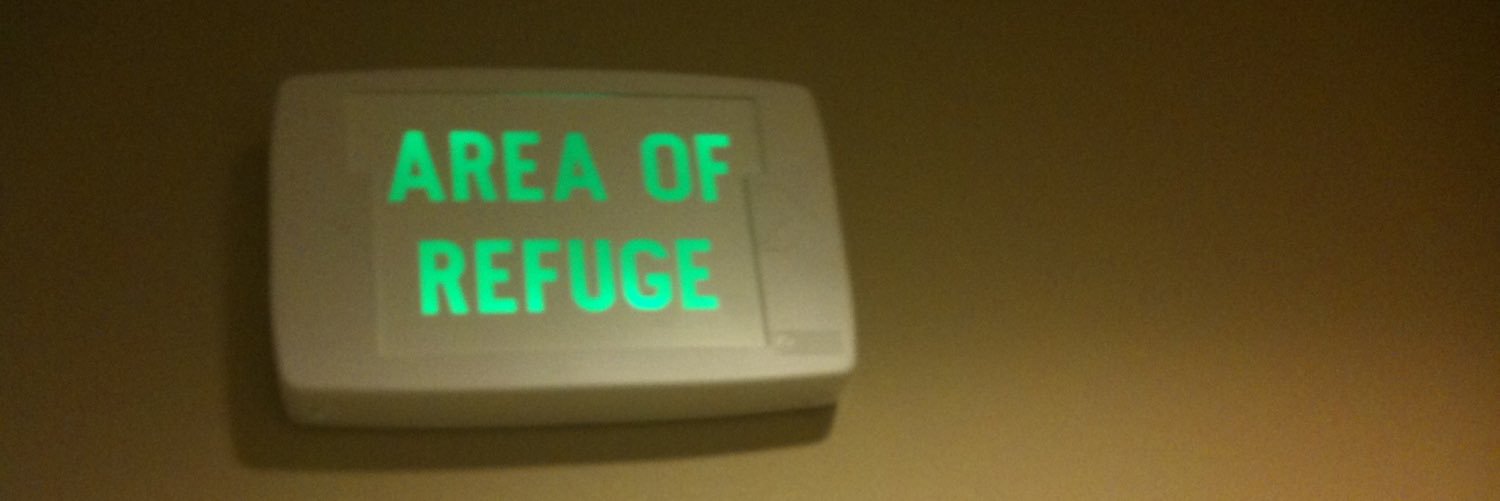 AREA OF
REFUGE